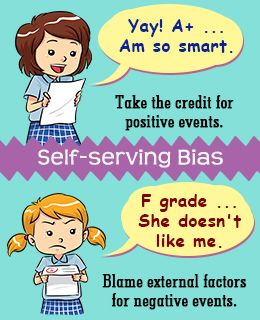 Yay! A+ ...
Am so smart.
Take the credit for
positive events.
Self-serving Bias
F grade ...
She doesn't
like me.
Blame external factors
for negative events.